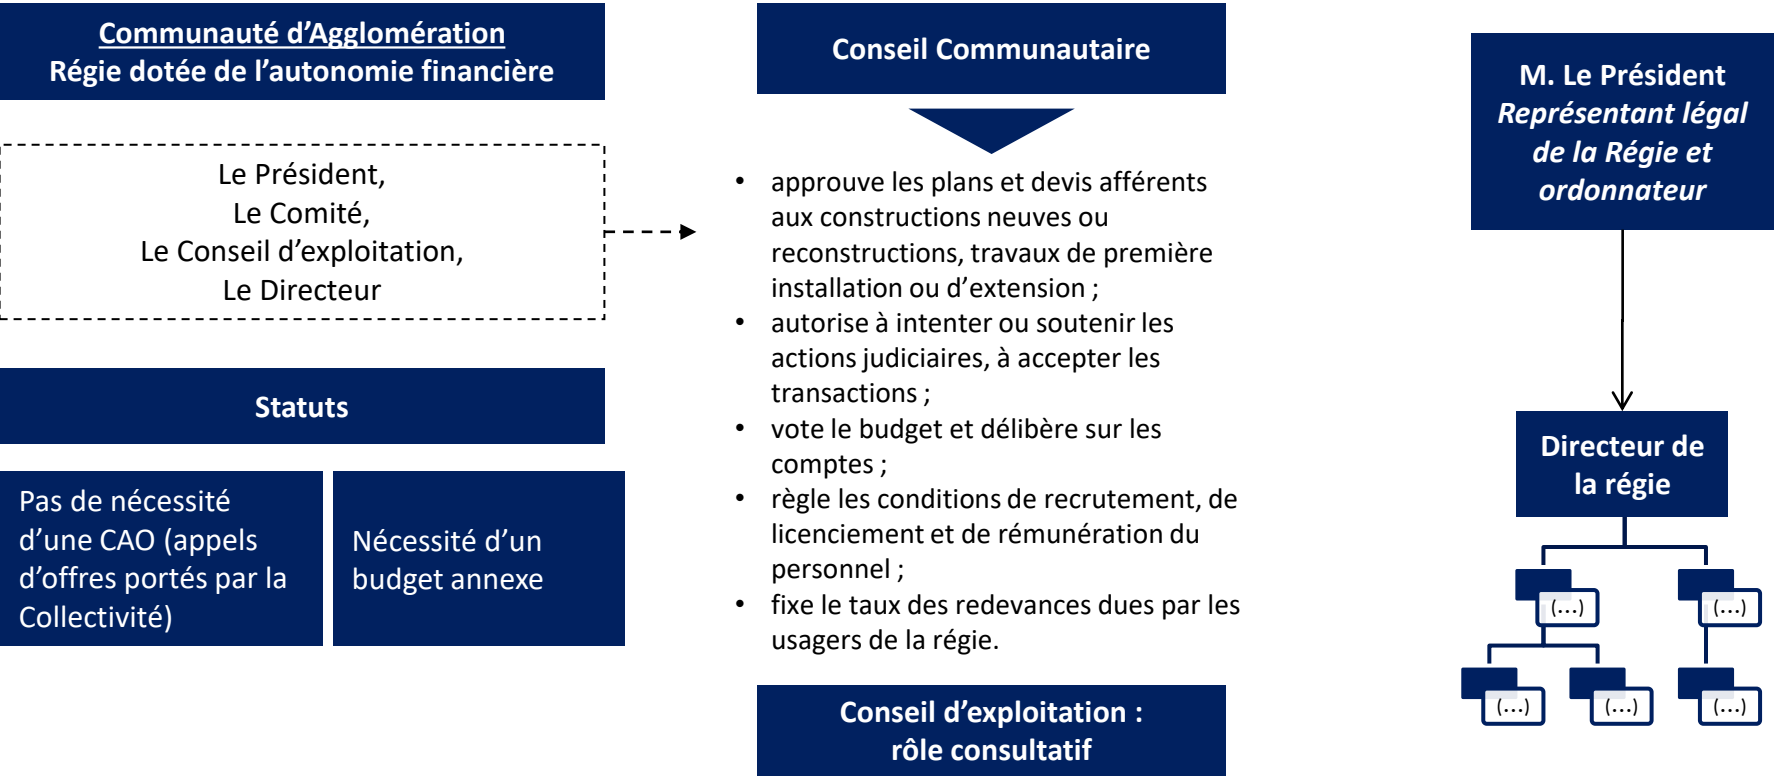 Communauté d’Agglomération
Régie dotée de l’autonomie financière
Le Président,
Le Comité,
Le Conseil d’exploitation,
Le Directeur
Statuts
Pas de nécessité
d’une CAO (appels
d’offres portés par la
Collectivité)
Nécessité d’un
budget annexe
Conseil Communautaire
• approuve les plans et devis afférents
aux constructions neuves ou
reconstructions, travaux de première
installation ou d’extension ;
• autorise à intenter ou soutenir les
actions judiciaires, à accepter les
transactions ;
• vote le budget et délibère sur les
comptes ;
• règle les conditions de recrutement, de
licenciement et de rémunération du
personnel ;
• fixe le taux des redevances dues par les
usagers de la régie.
Conseil d’exploitation :
rôle consultatif
M. Le Président
Représentant légal
de la Régie et
ordonnateur
Directeur de
la régie
(...)
(...)
(...)
(...)
(...)